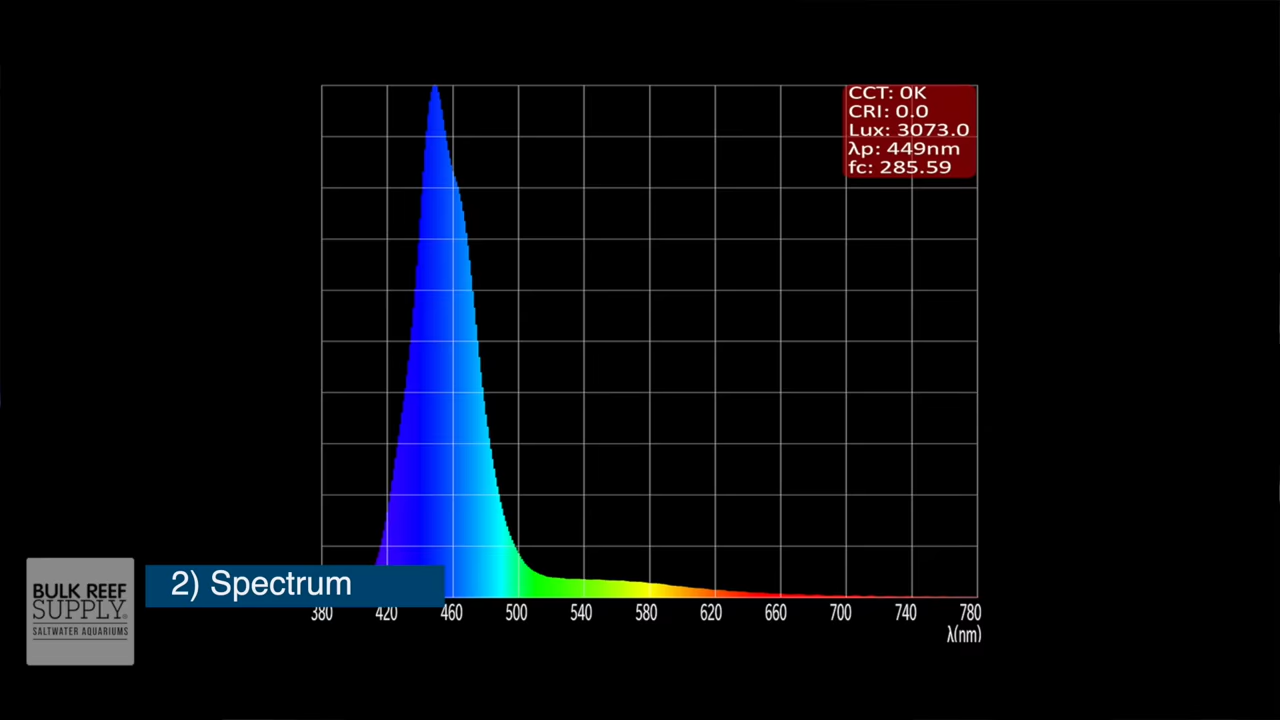 CCT: 0K
CRI: 0.0
Lux: 3073.0
λp: 449nm
fc: 285.59
2) Spectrum
BULK REEF
SUPPLY®
SALTWATER AQUARIUMS
380 420 460 500 540 580 620 660 700 740 780
λ(nm)